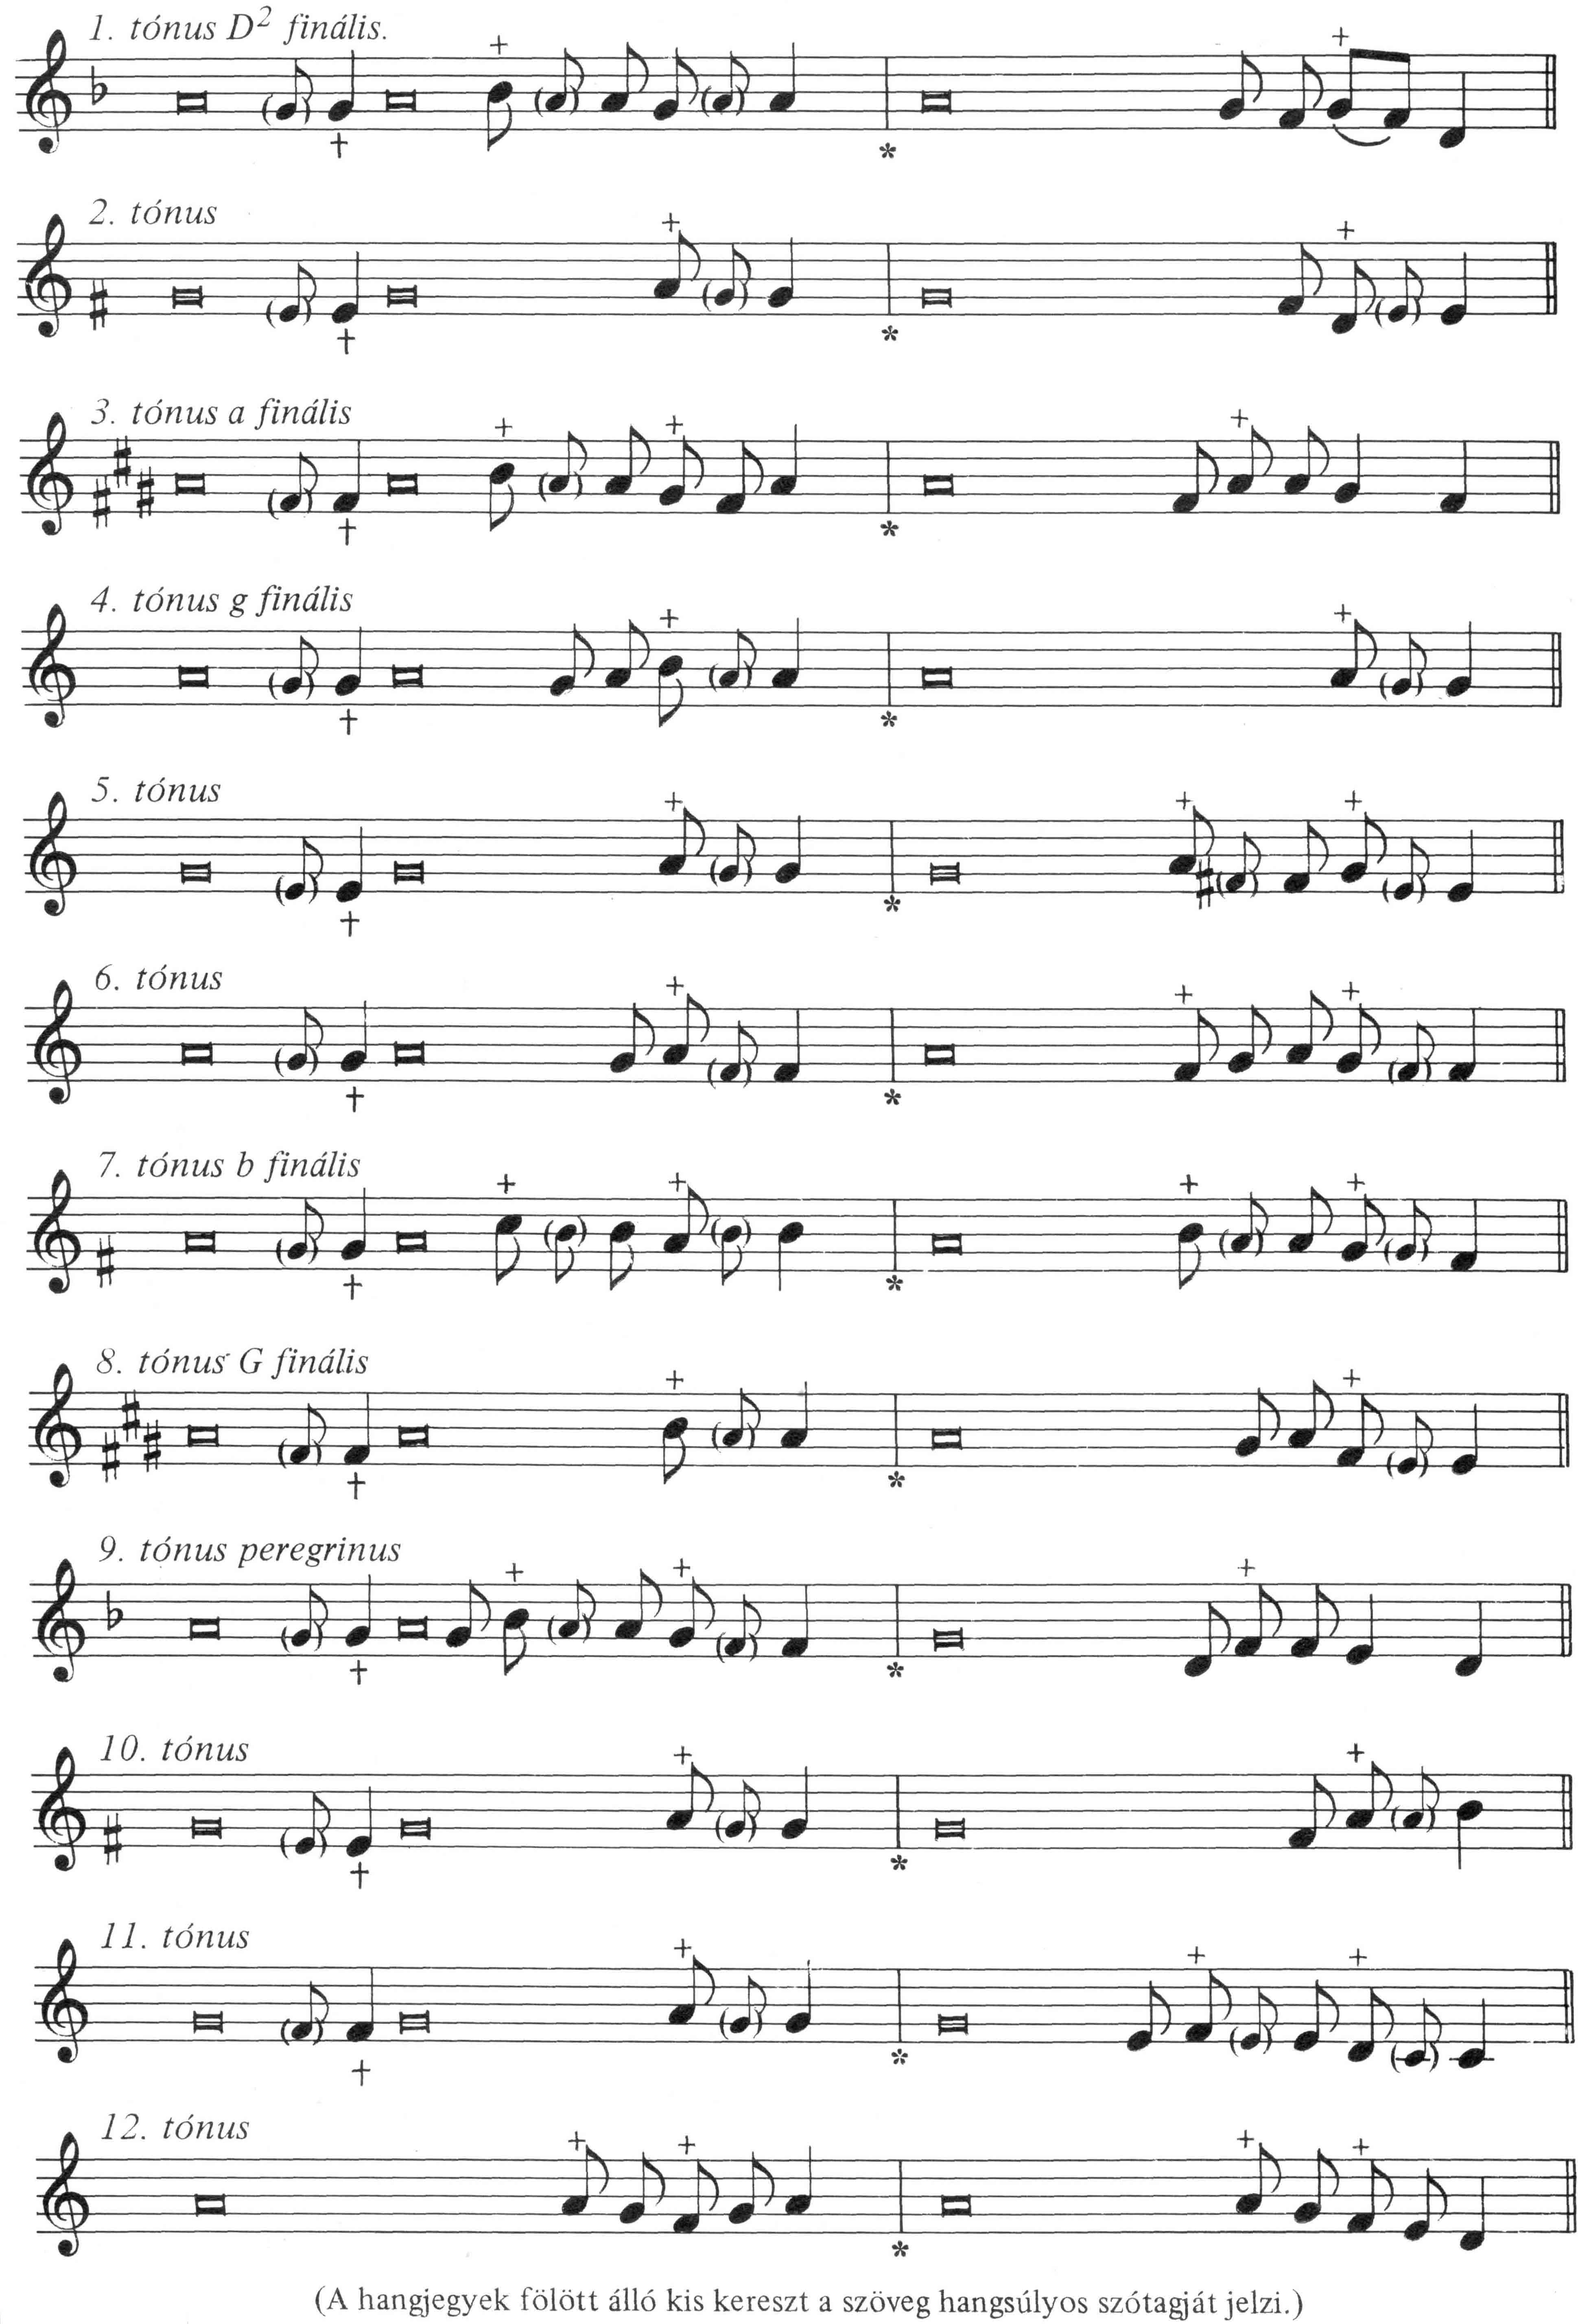 1. tónus D² finális.
2. tónus
3. tónus a finális
4. tónus g finális
5. tónus
6. tónus
7. tónus b finális
8. tónus G finális
9. tónus peregrinus
10. tónus
11. tónus
12. tónus
(A hangjegyek fölött álló kis kereszt a szöveg hangsúlyos szótagját jelzi.)